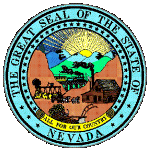 THE GREAT SEAL OF THE STATE OF
NEVADA
ALL FOR OUR COUNTRY